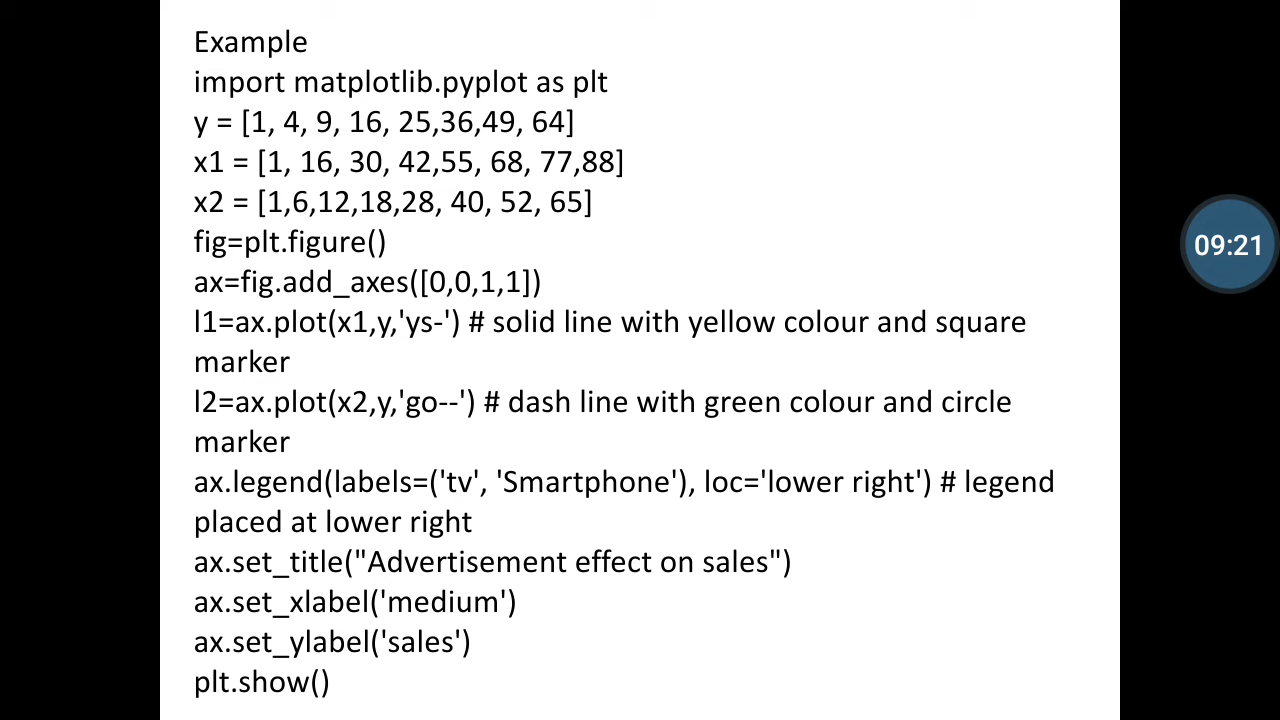 Example
import matplotlib.pyplot as plt
y = [1, 4, 9, 16, 25,36,49, 64]
x1 = [1, 16, 30, 42,55, 68, 77,88]
x2 = [1,6,12,18,28, 40, 52, 65]
fig=plt.figure()
ax=fig.add_axes([0,0,1,1])
l1=ax.plot(x1,y,'ys-') # solid line with yellow colour and square
marker
l2=ax.plot(x2,y,'go--') # dash line with green colour and circle
marker
ax.legend(labels=('tv', 'Smartphone'), loc='lower right') # legend
placed at lower right
ax.set_title("Advertisement effect on sales")
ax.set_xlabel('medium')
ax.set_ylabel('sales')
plt.show()
09:21